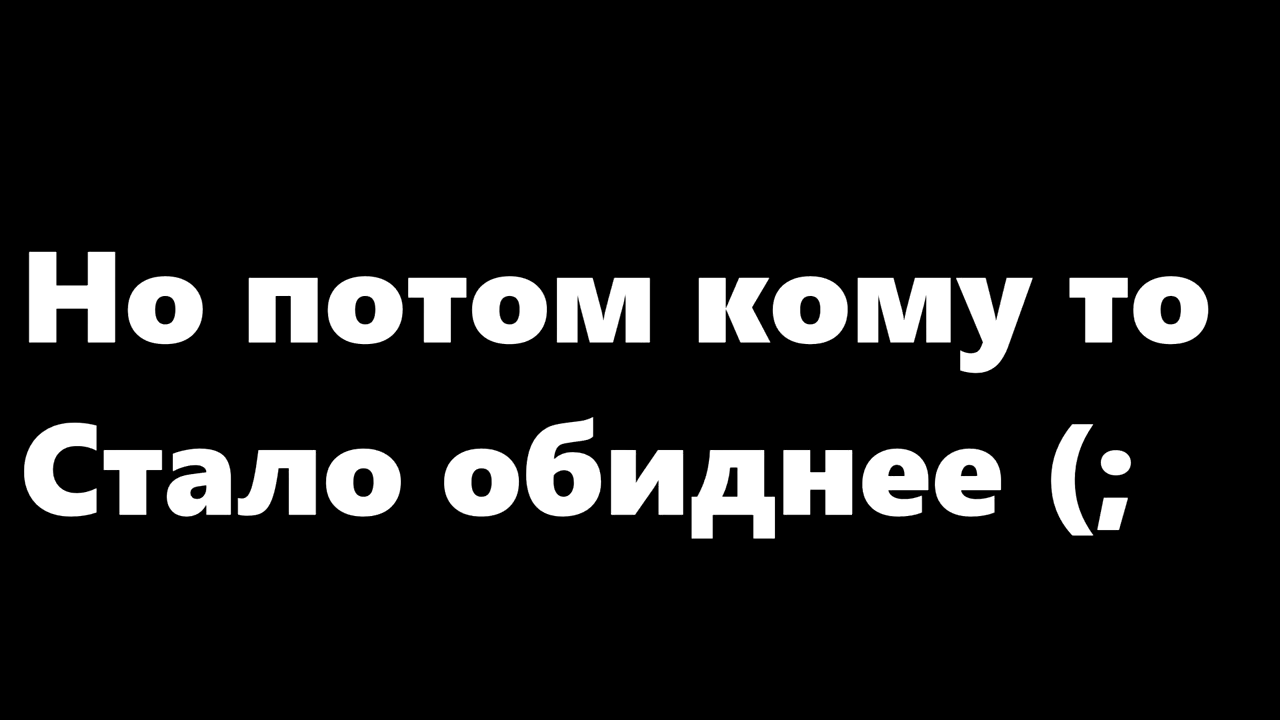 Но потом кому то
Стало обиднее (;